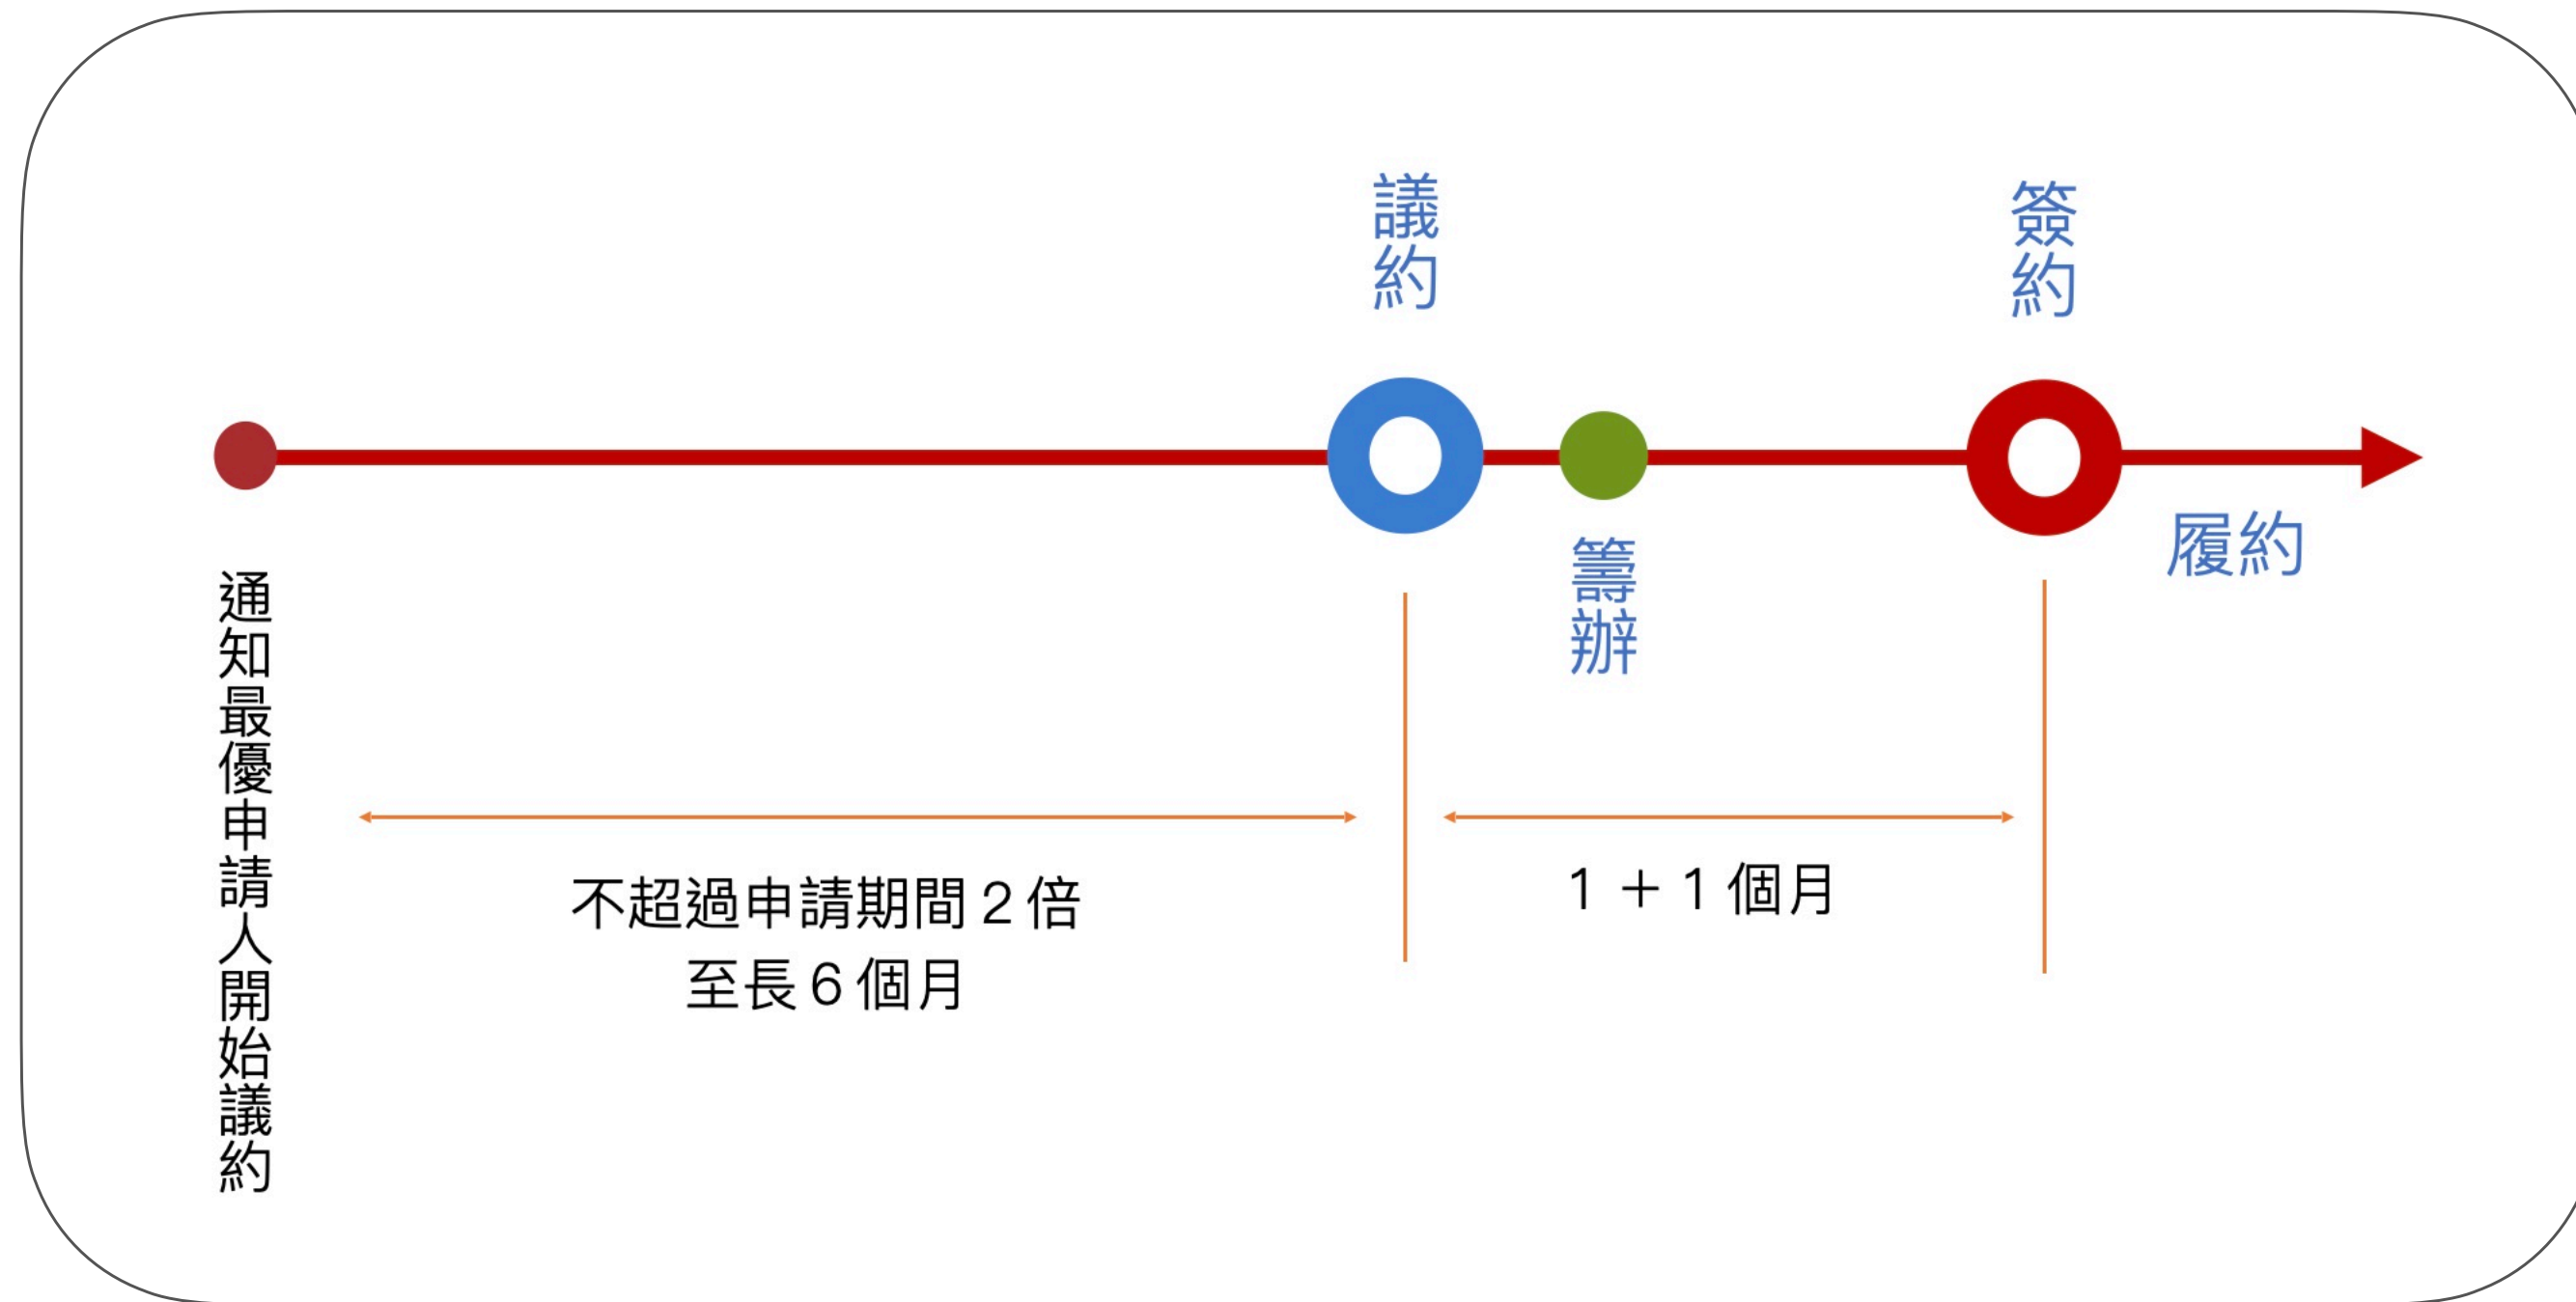 議約
簽約
籌辦
履約
通知最優申請人開始議約
不超過申請期間2倍
至長6個月
1+1個月